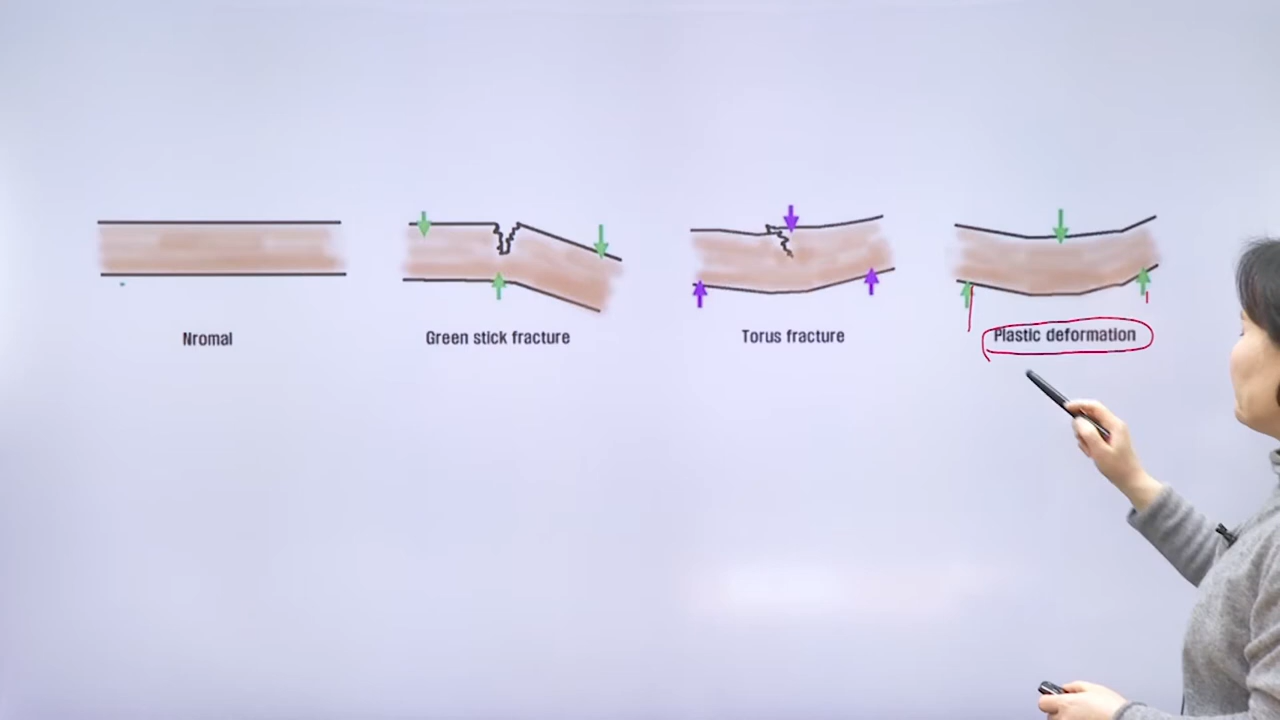 Nromal
Green stick fracture
Torus fracture
Plastic deformation